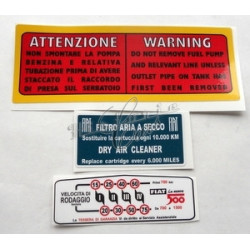 ATTENZIONE
NON SMONTARE LA POMPA
BENZINA E RELATIVA
TUBAZIONE PRIMA DI AVERE
STACCATO IL RACCORDO
DI PRESA SUL SERBATOIO
WARNING
DO NOT REMOVE FUEL PUMP
AND RELEVANT LINE UNLESS
OUTLET PIPE ON TANK HAS
FIRST BEEN REMOVED
FILTRO ARIA A SECCO
Sostituire la cartuccia ogni 10.000 KM
DRY AIR CLEANER
Replace cartridge every 6,000 MILES
VELOCITÀ DI
RODAGGIO
FIAT
500